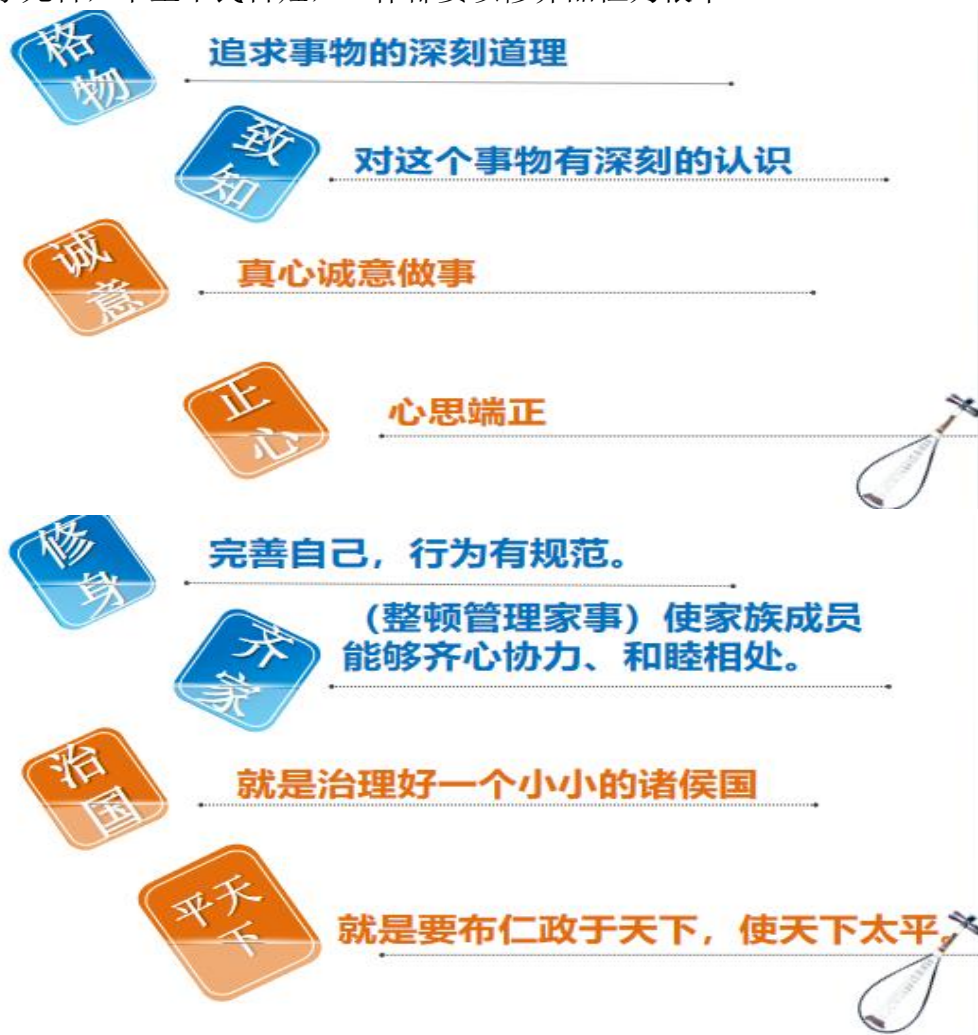 格物
追求事物的深刻道理
致知
对这个事物有深刻的认识
诚意
真心诚意做事
正心
心思端正
修身
完善自己，行为有规范。
齐家
（整顿管理家事）使家族成员
能够齐心协力、和睦相处。
治国
就是治理好一个小小的诸侯国
平天下
就是要布仁政于天下，使天下太平。